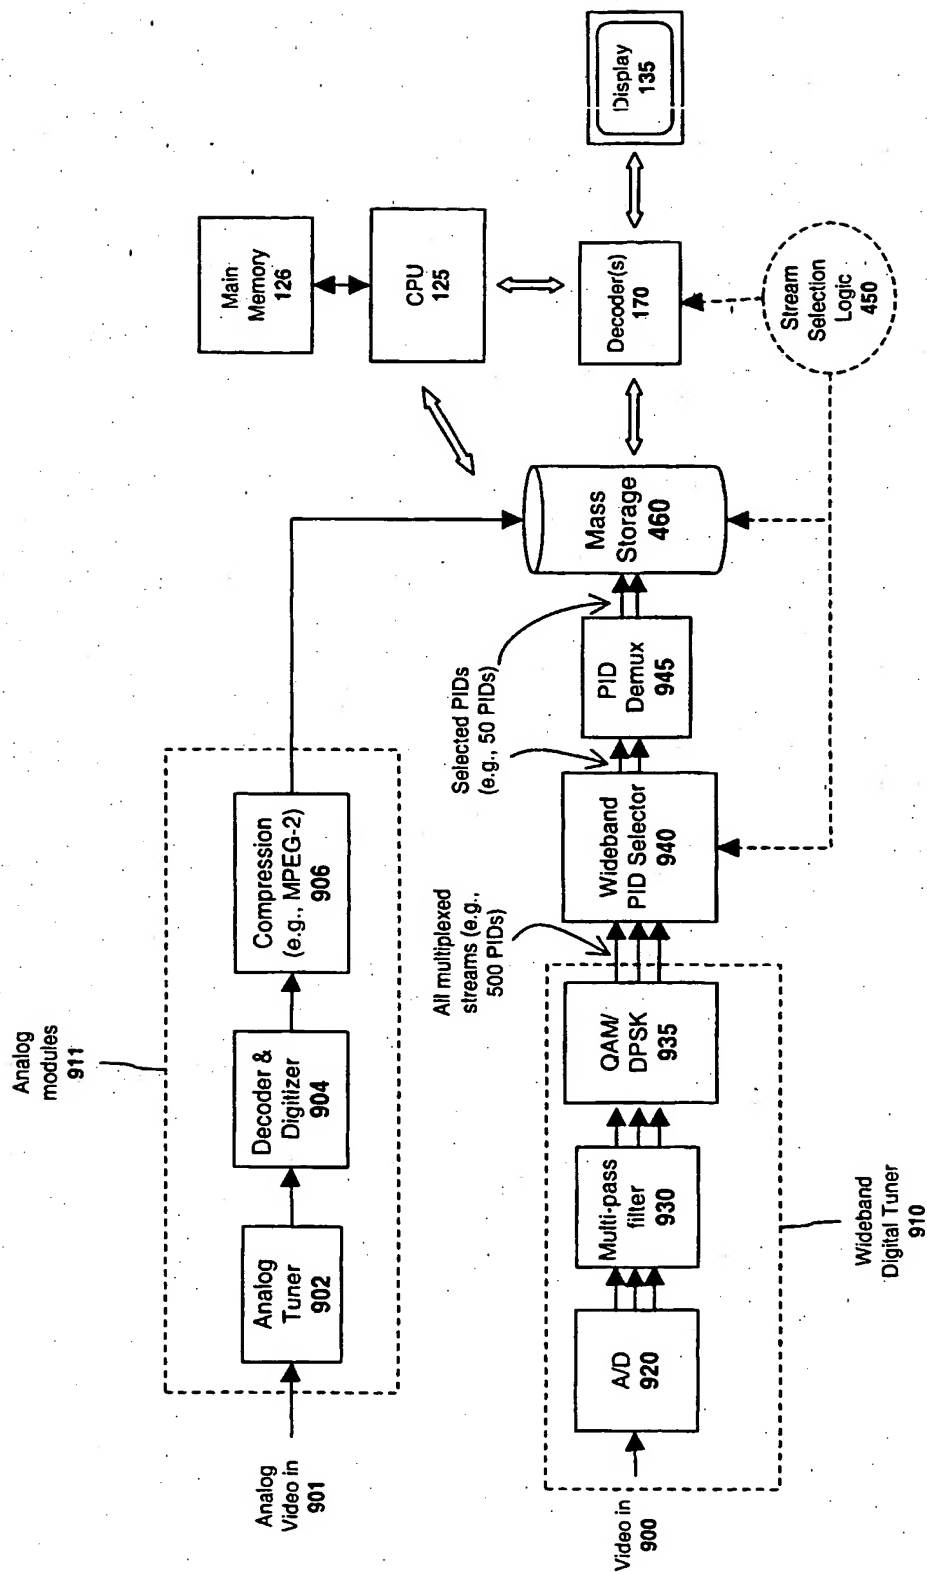 Analog
modules
911
Analog
Video in
901
Analog
Tuner
902
Decoder &
Digitizer
904
Compression
(e.g., MPEG-2)
906
Main
Memory
126
CPU
125
Display
135
Decoder(s)
170
Stream
Selection
Logic
450
Mass
Storage
460
Selected PIDs
(e.g., 50 PIDs)
PID
Demux
945
Wideband
PID Selector
940
All multiplexed
streams (e.g.,
500 PIDs)
QAM/
DPSK
935
Multi-pass
filter
930
A/D
920
Video in
900
Wideband
Digital Tuner
910